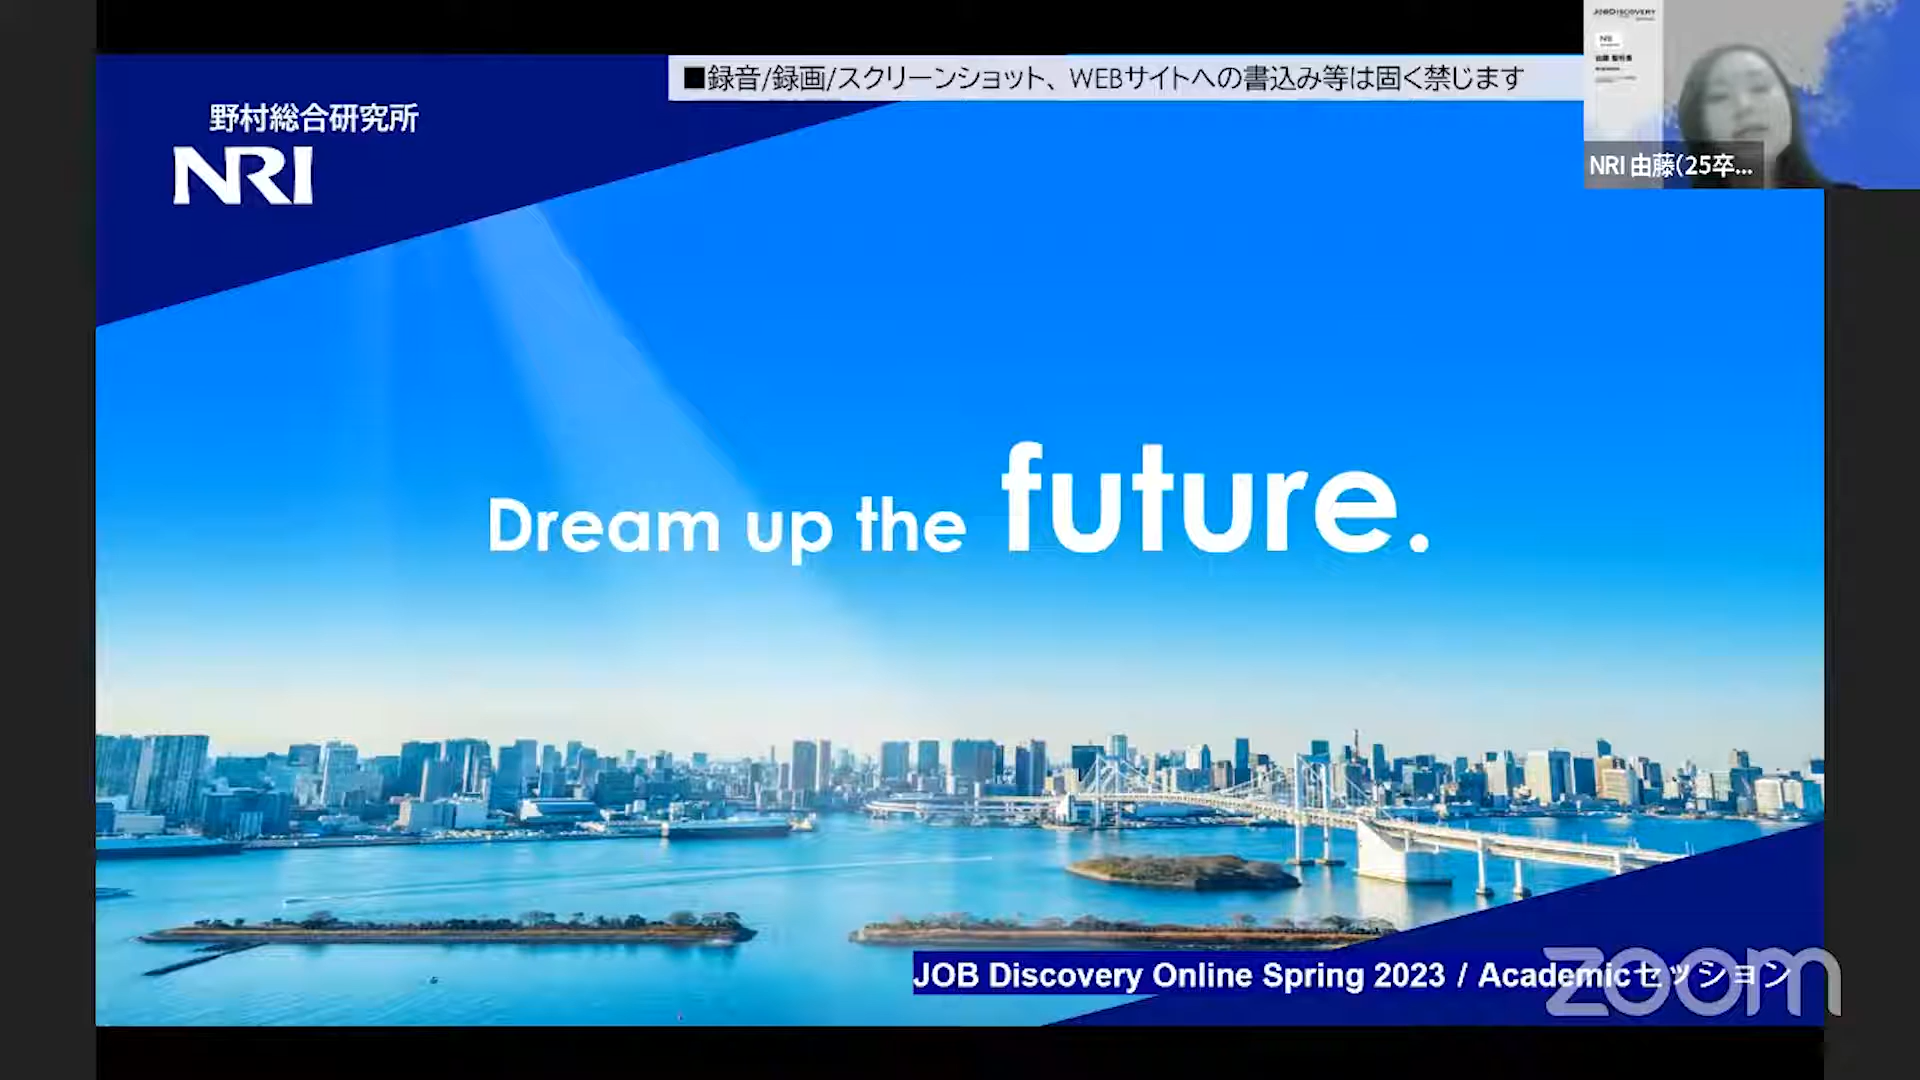 ■録音/録画/スクリーンショット、WEBサイトへの書込み等は固く禁じます
JOBDISCOVERY
NRI
NRI 由藤(25卒...
野村総合研究所
NRI
Dream up the future.
JOB Discovery Online Spring 2023 / Academicセッション
zoom